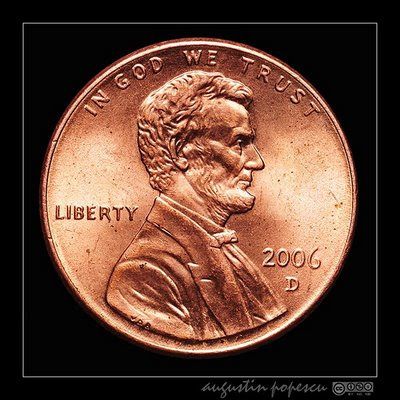 IN GOD WE TRUST
LIBERTY
2006
D
augustin popescu